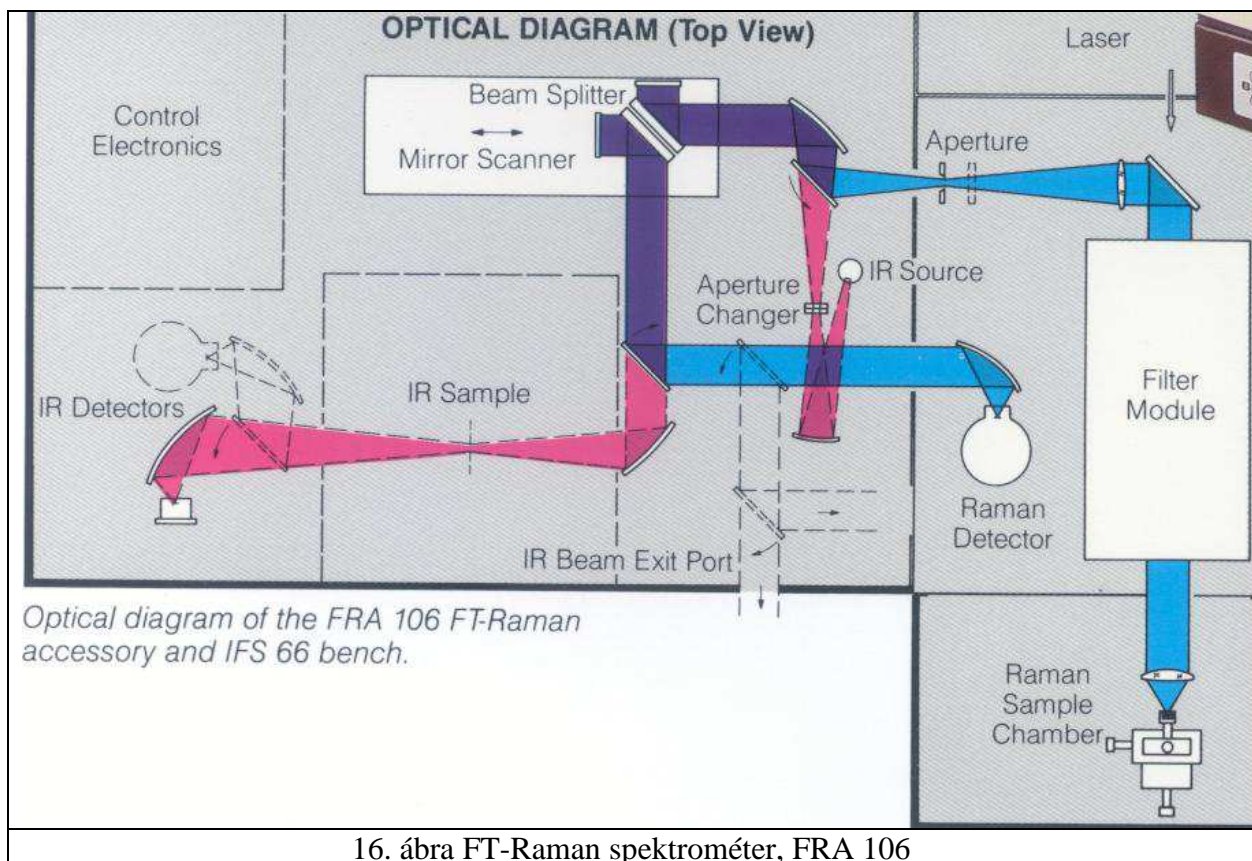 OPTICAL DIAGRAM (Top View)
Laser
Control
Electronics
Beam Splitter
Mirror Scanner
Aperture
IR Source
Aperture
Changer
IR Detectors
IR Sample
Filter
Module
Raman
Detector
IR Beam Exit Port
Optical diagram of the FRA 106 FT-Raman
accessory and IFS 66 bench.
Raman
Sample
Chamber
16. ábra FT-Raman spektrométer, FRA 106